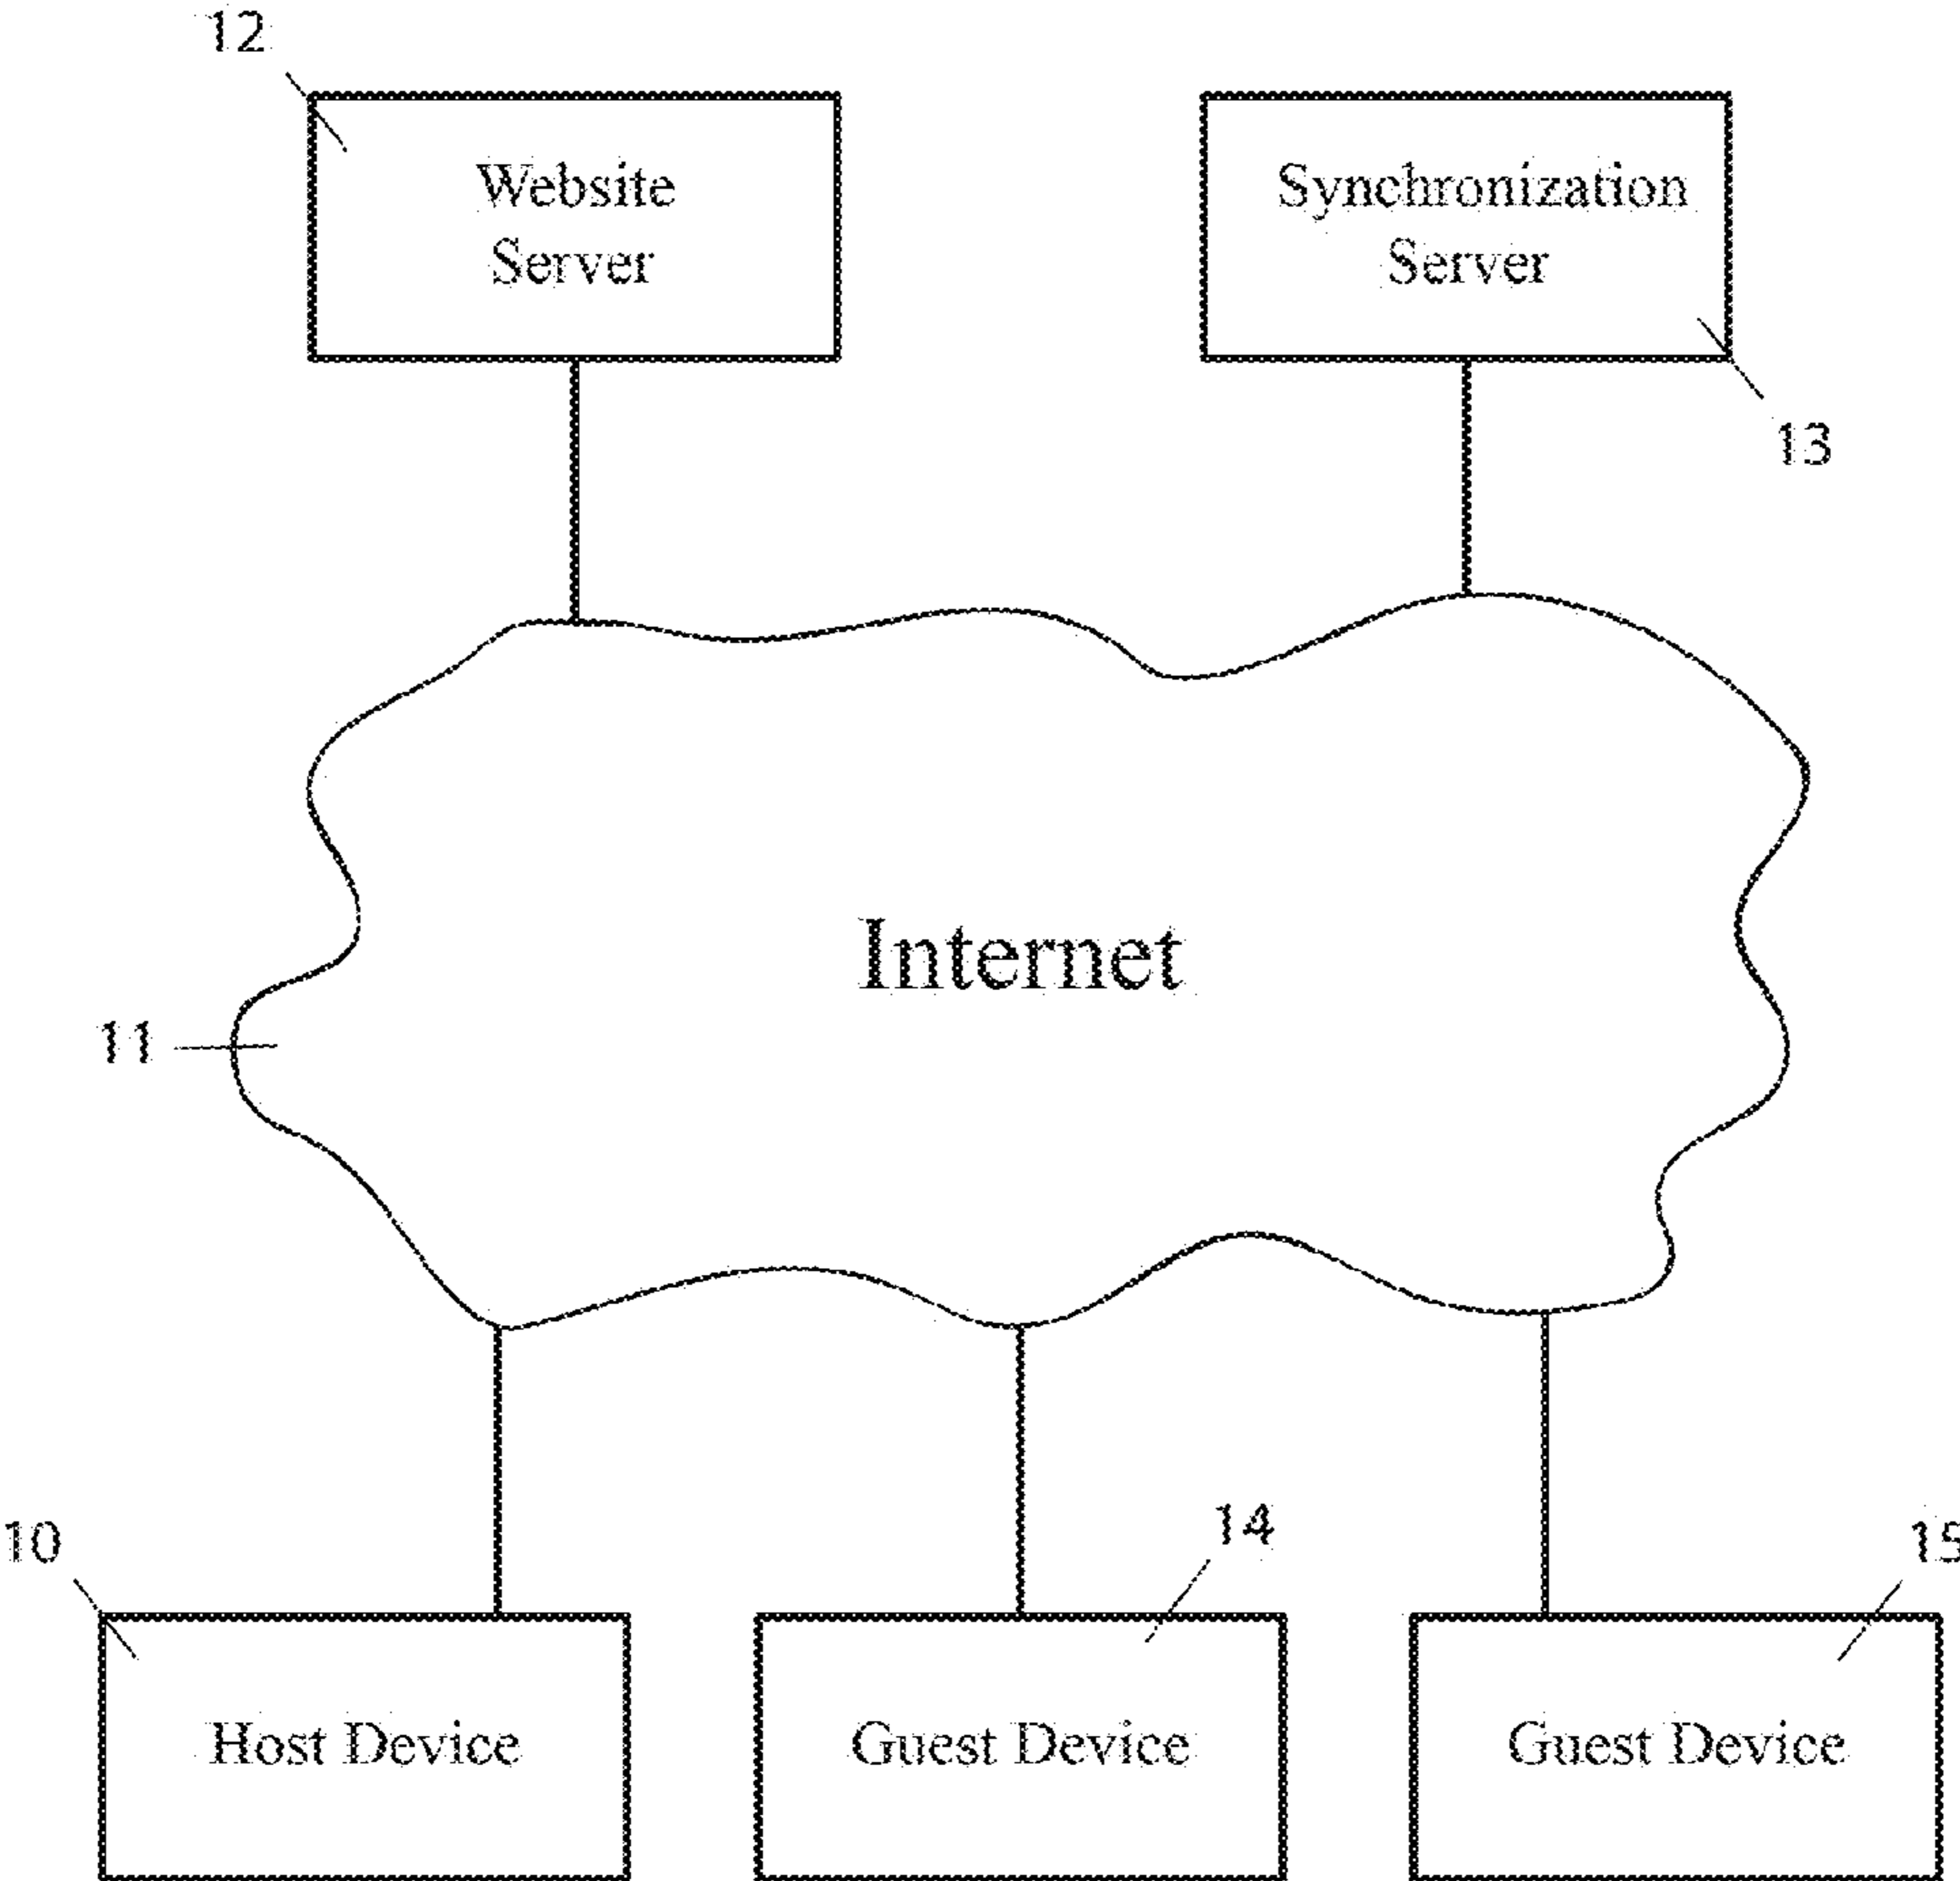 12
Website
Server
Synchronization
Server
13
Internet
11
10
14
15
Host Device
Guest Device
Guest Device